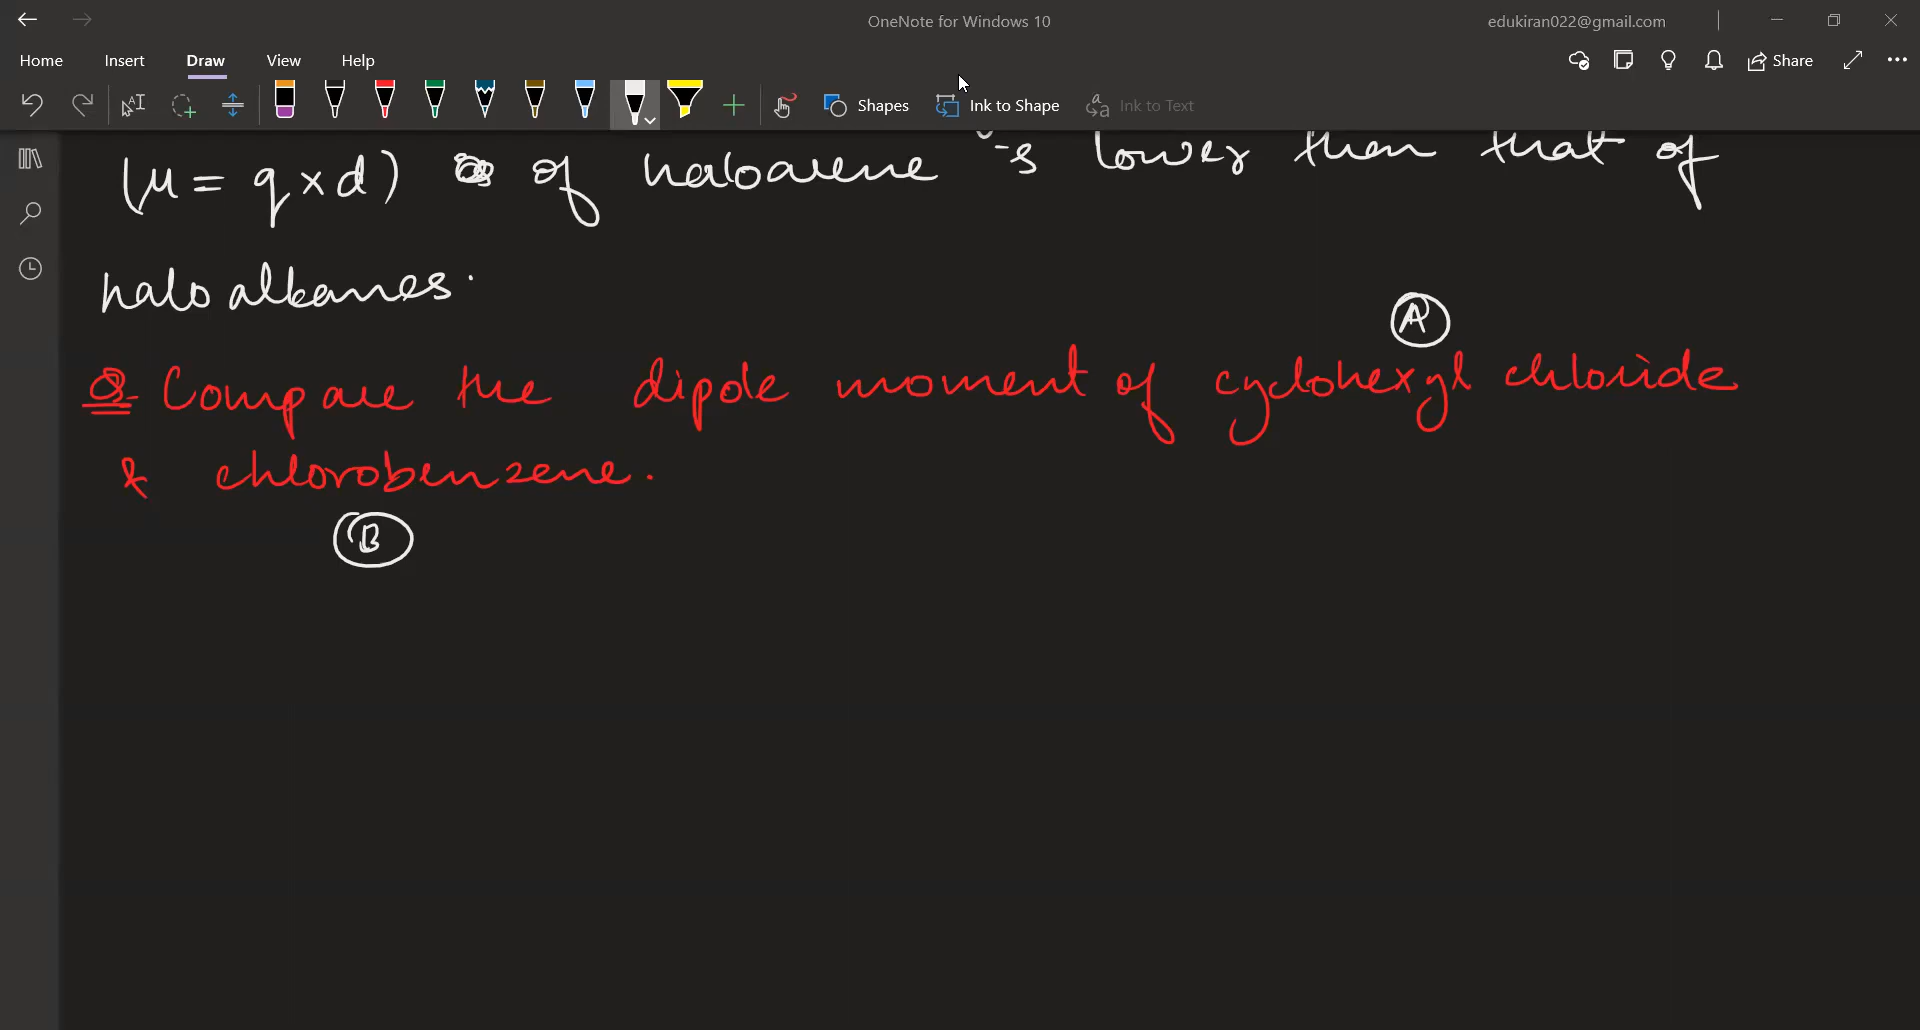 OneNote for Windows 10
edukiran022@gmail.com
Home Insert Draw View Help
Share
Shapes Ink to Shape Ink to Text
(μ = q × d) of haloarene is lower then that of
halo alkanes.
A
Q Compare the dipole moment of cyclohexyl chloride
& chlorobenzene.
B